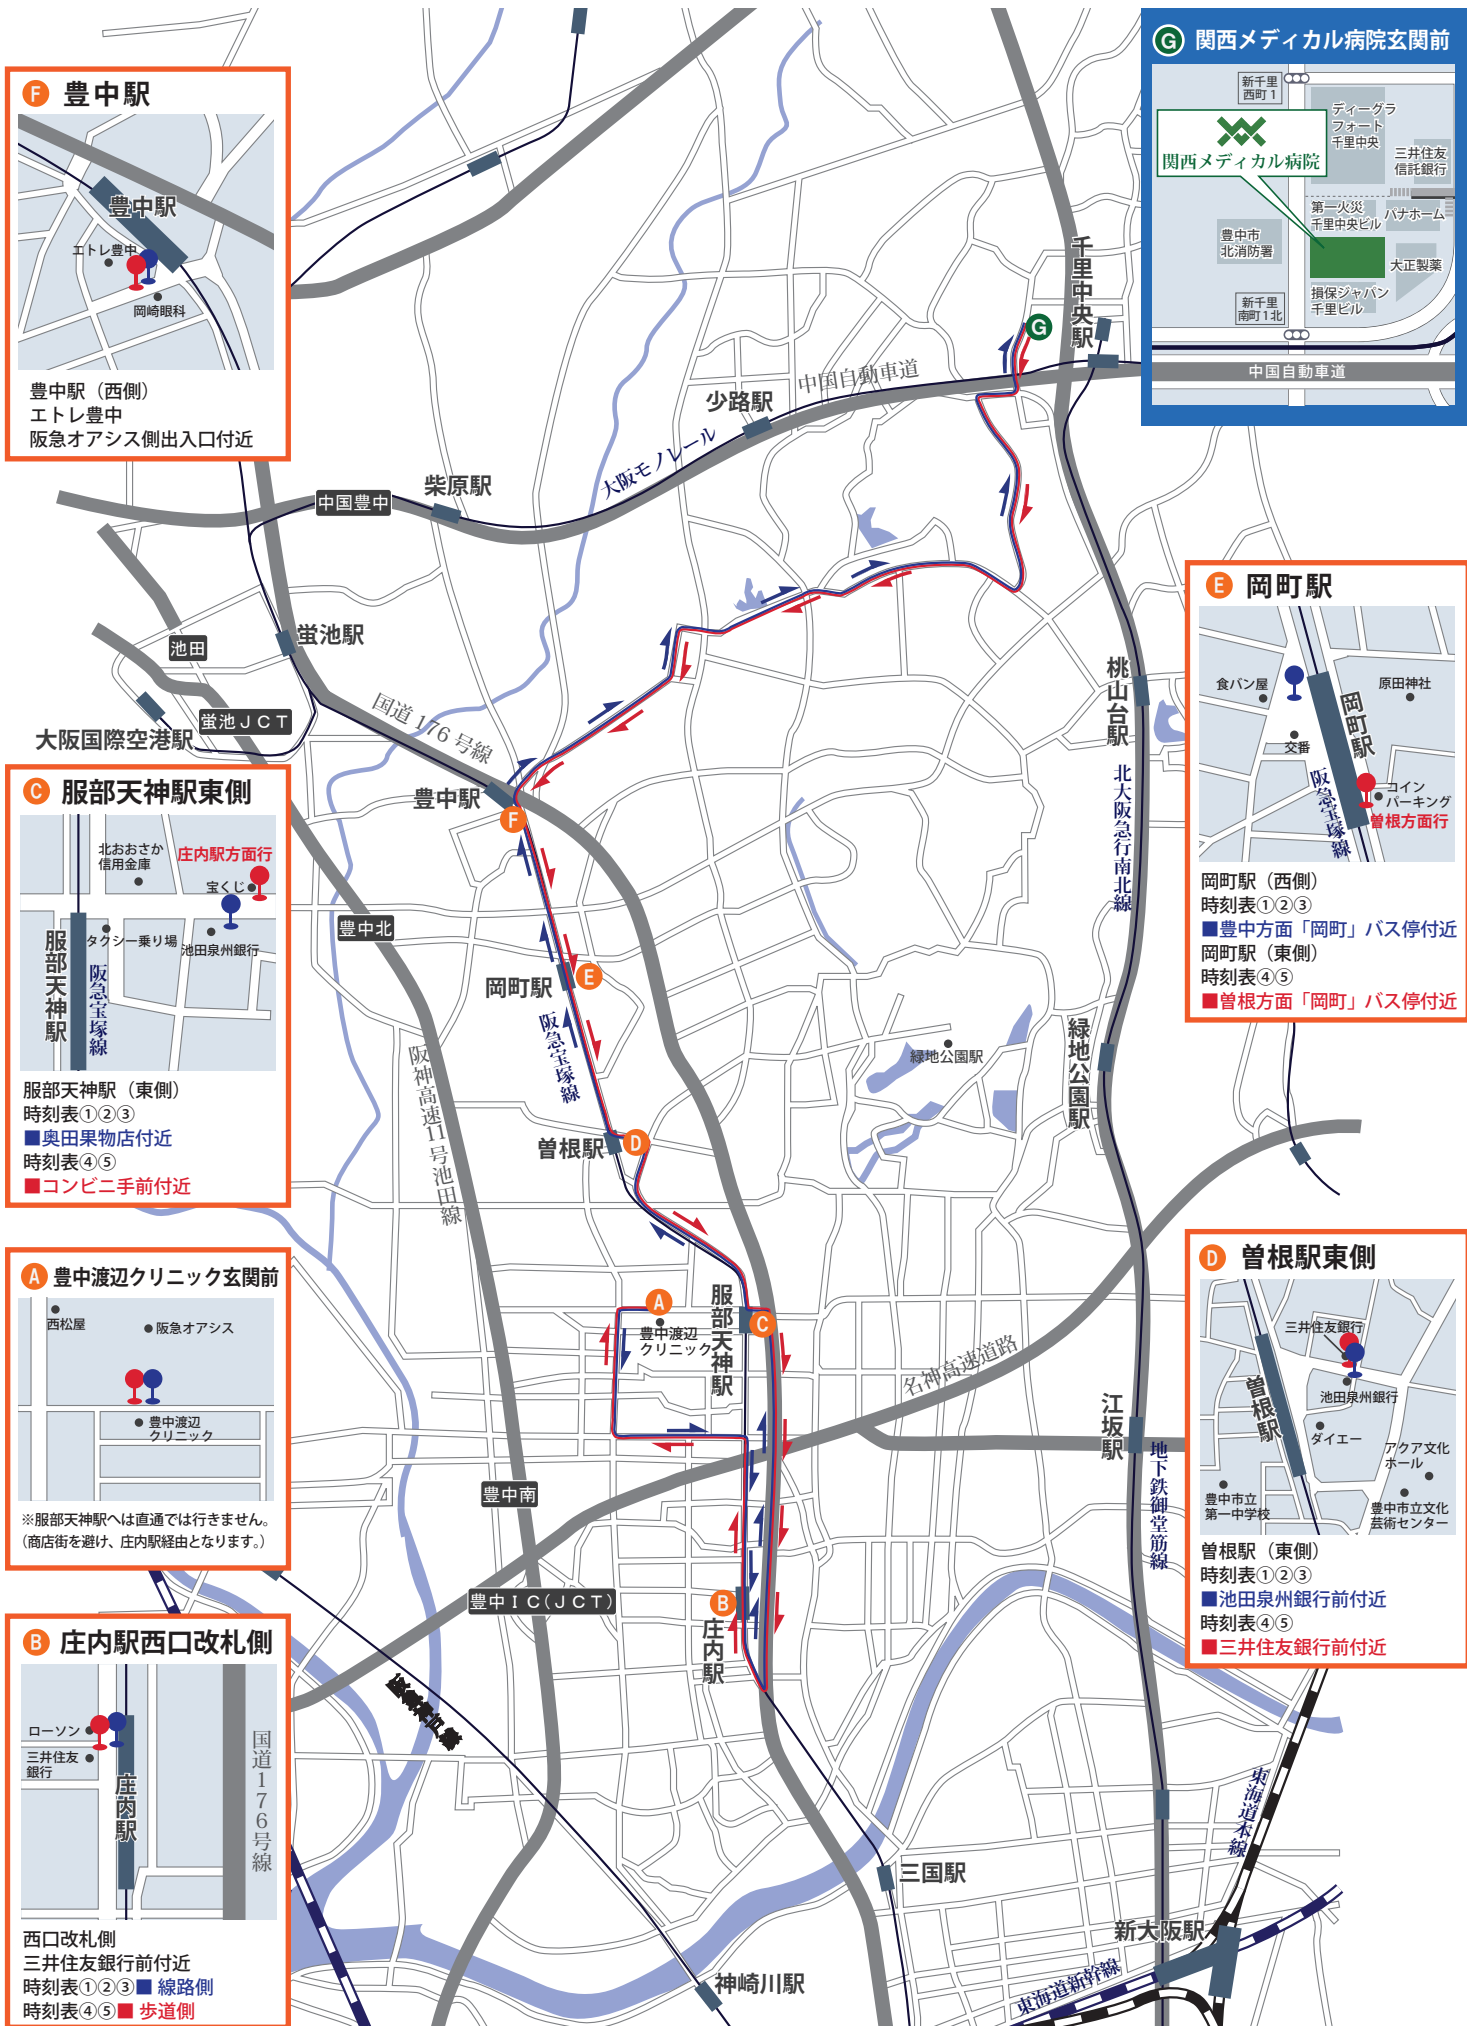 F 豊中駅
豊中駅
エトレ豊中
岡崎眼科
豊中駅（西側）
エトレ豊中
阪急オアシス側出入口付近
G 関西メディカル病院玄関前
新千里
西町1
ディーグラ
フォート
千里中央
三井住友
信託銀行
関西メディカル病院
第一火災
千里中央ビル
パナホーム
豊中市
北消防署
大正製薬
新千里
南町1北
損保ジャパン
千里ビル
中国自動車道
千里中央駅
G
中国自動車道
少路駅
大阪モノレール
柴原駅
中国豊中
池田
蛍池駅
蛍池JCT
大阪国際空港駅
国道176号線
豊中駅
F
桃山台駅
北大阪急行南北線
E 岡町駅
食パン屋
原田神社
岡町駅
交番
阪急宝塚線
コイン
パーキング
曽根方面行
岡町駅（西側）
時刻表①②③
■豊中方面「岡町」バス停付近
岡町駅（東側）
時刻表④⑤
■曽根方面「岡町」バス停付近
C 服部天神駅東側
北おおさか
信用金庫
庄内駅方面行
宝くじ
タクシー乗り場
池田泉州銀行
服部天神駅
阪急宝塚線
服部天神駅（東側）
時刻表①②③
■奥田果物店付近
時刻表④⑤
■コンビニ手前付近
豊中北
岡町駅
E
阪急宝塚線
阪神高速11号池田線
緑地公園駅
緑地公園駅
曽根駅
D
A 豊中渡辺クリニック玄関前
西松屋
阪急オアシス
豊中渡辺
クリニック
※服部天神駅へは直通では行きません。
（商店街を避け、庄内駅経由となります。）
A
豊中渡辺
クリニック
服部天神駅
C
名神高速道路
江坂駅
地下鉄御堂筋線
豊中南
豊中IC(JCT)
B
庄内駅
阪急神戸線
D 曽根駅東側
三井住友銀行
曽根駅
池田泉州銀行
ダイエー
アクア文化
ホール
豊中市立
第一中学校
豊中市立文化
芸術センター
曽根駅（東側）
時刻表①②③
■池田泉州銀行前付近
時刻表④⑤
■三井住友銀行前付近
B 庄内駅西口改札側
ローソン
三井住友
銀行
庄内駅
国道176号線
西口改札側
三井住友銀行前付近
時刻表①②③■ 線路側
時刻表④⑤■ 歩道側
三国駅
神崎川駅
東海道本線
新大阪駅
東海道新幹線